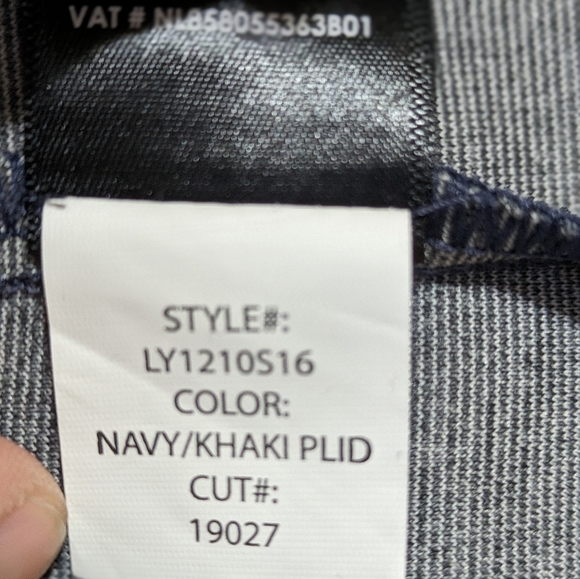 VAT # NL858055363B01
STYLE#:
LY1210S16
COLOR:
NAVY/KHAKI PLID
CUT#:
19027